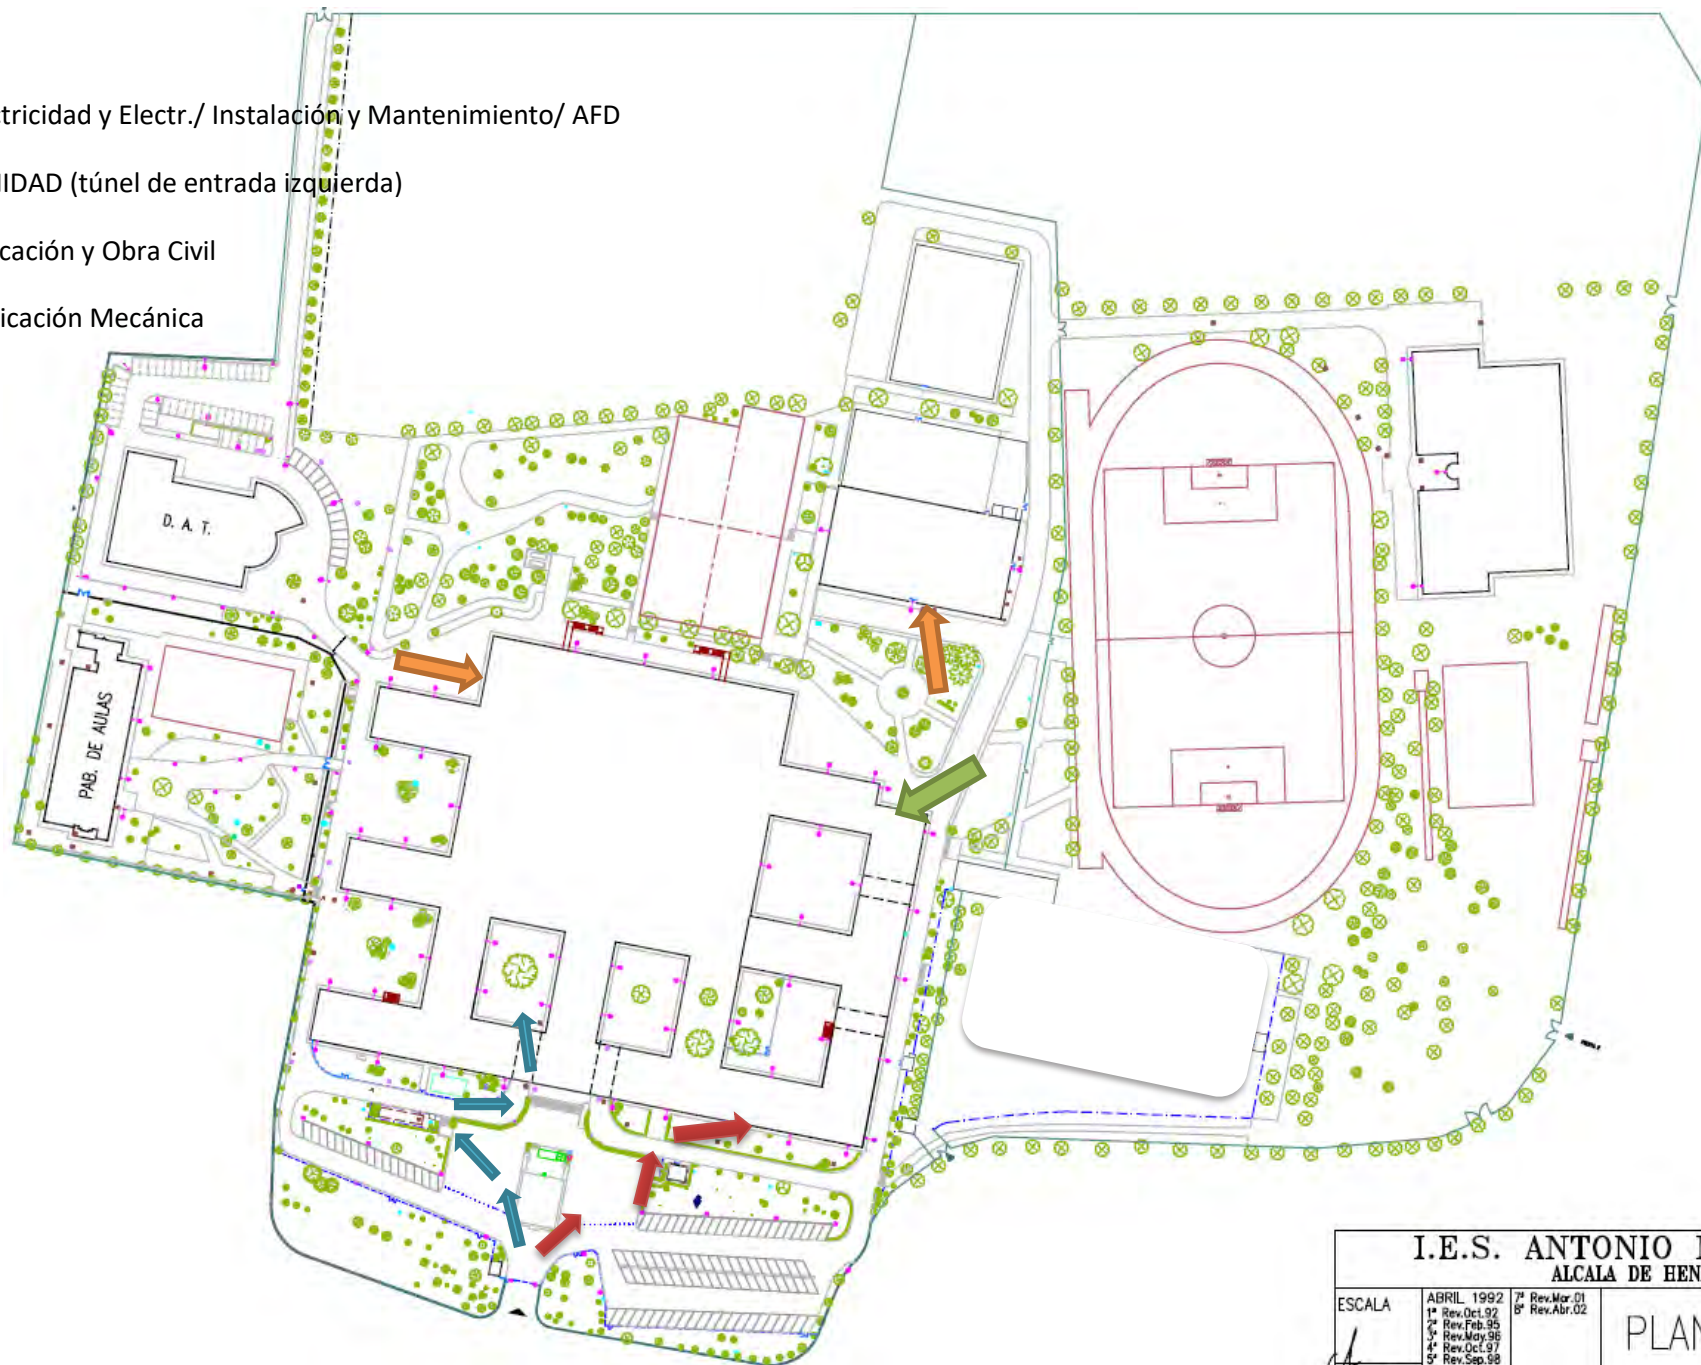 ctricidad y Electr./ Instalación y Mantenimiento/ AFD
NIDAD (túnel de entrada izquierda)
cación y Obra Civil
icación Mecánica
D. A. T.
PAB. DE AULAS
I.E.S. ANTONIO
ALCALA DE HEN
ESCALA
ABRIL 1992
1ª Rev.Oct.92
2ª Rev.Feb.95
3ª Rev.May.96
4ª Rev.Oct.97
5ª Rev.Sep.98
7ª Rev.Mar.01
8ª Rev.Abr.02
PLAN